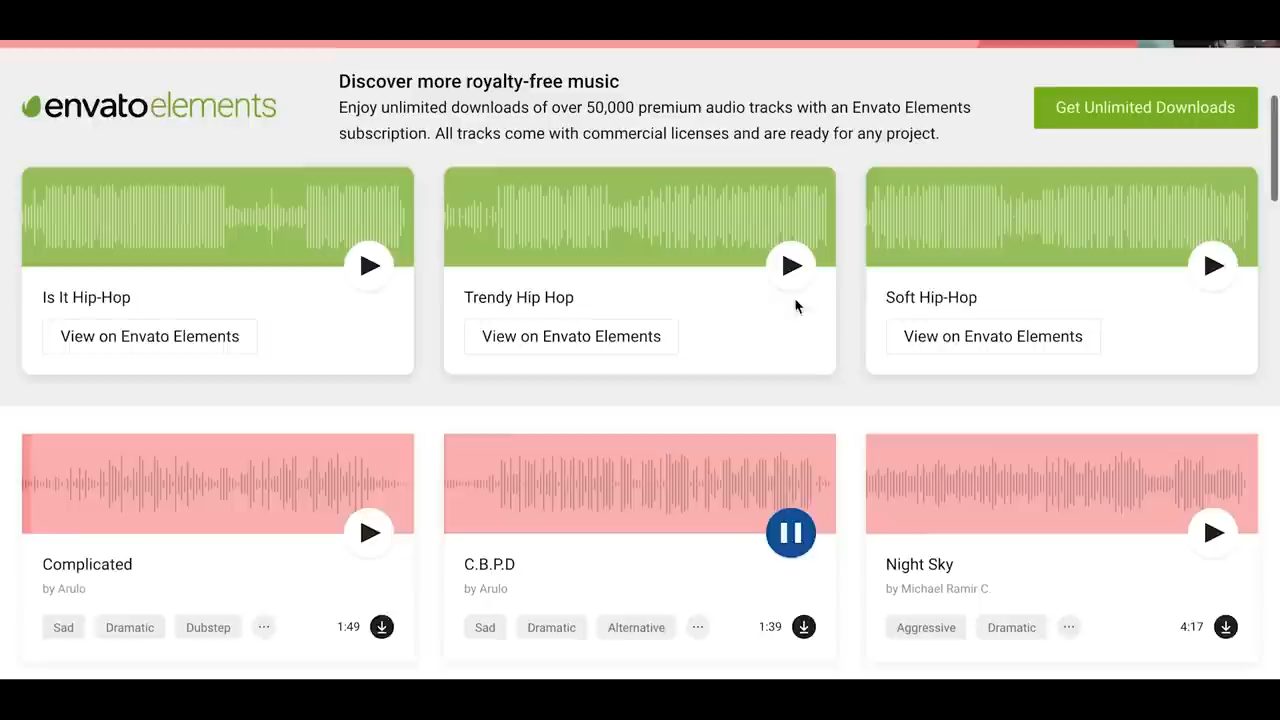 envato elements
Discover more royalty-free music
Enjoy unlimited downloads of over 50,000 premium audio tracks with an Envato Elements
subscription. All tracks come with commercial licenses and are ready for any project.
Get Unlimited Downloads
Is It Hip-Hop
View on Envato Elements
Trendy Hip Hop
View on Envato Elements
Soft Hip-Hop
View on Envato Elements
Complicated
by Arulo
Sad Dramatic Dubstep ... 1:49
C.B.P.D
by Arulo
Sad Dramatic Alternative ... 1:39
Night Sky
by Michael Ramir C.
Aggressive Dramatic ... 4:17